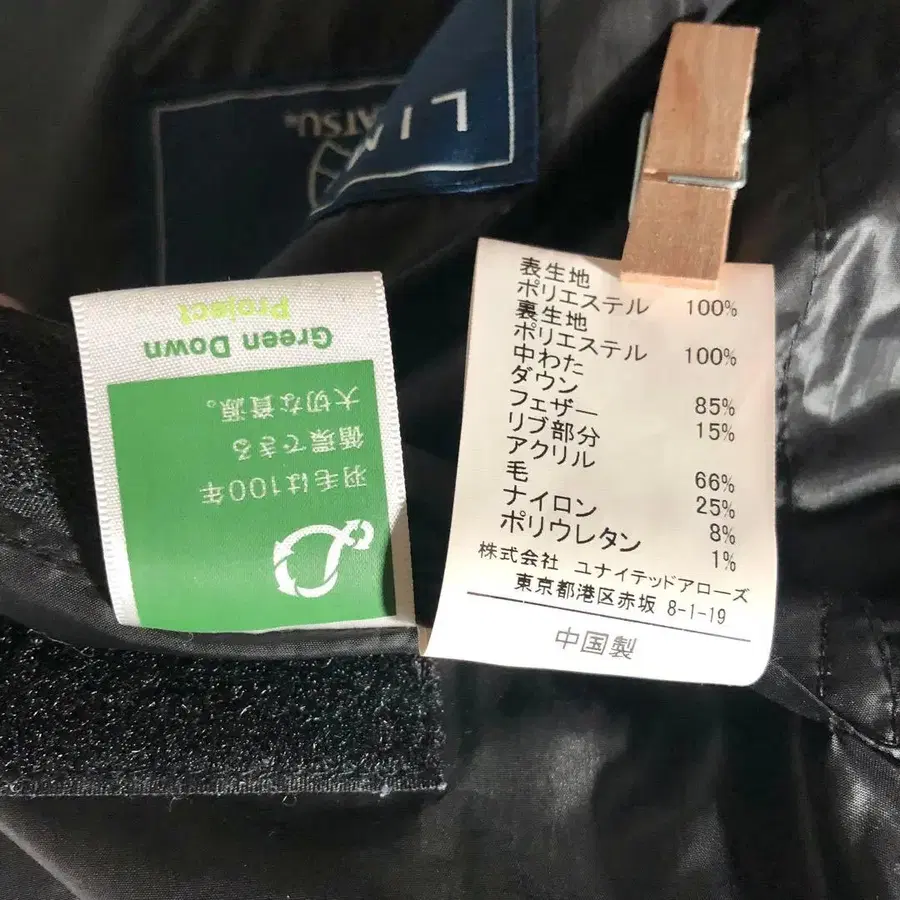 L/
ATSU®
Green Down
Project
羽毛は100年
循環できる
大切な資源。
表生地
ポリエステル 100%
裏生地
ポリエステル 100%
中わた
ダウン 85%
フェザー 15%
リブ部分
アクリル 66%
毛 25%
ナイロン 8%
ポリウレタン 1%
株式会社 ユナイテッドアローズ
東京都港区赤坂 8-1-19
中国製